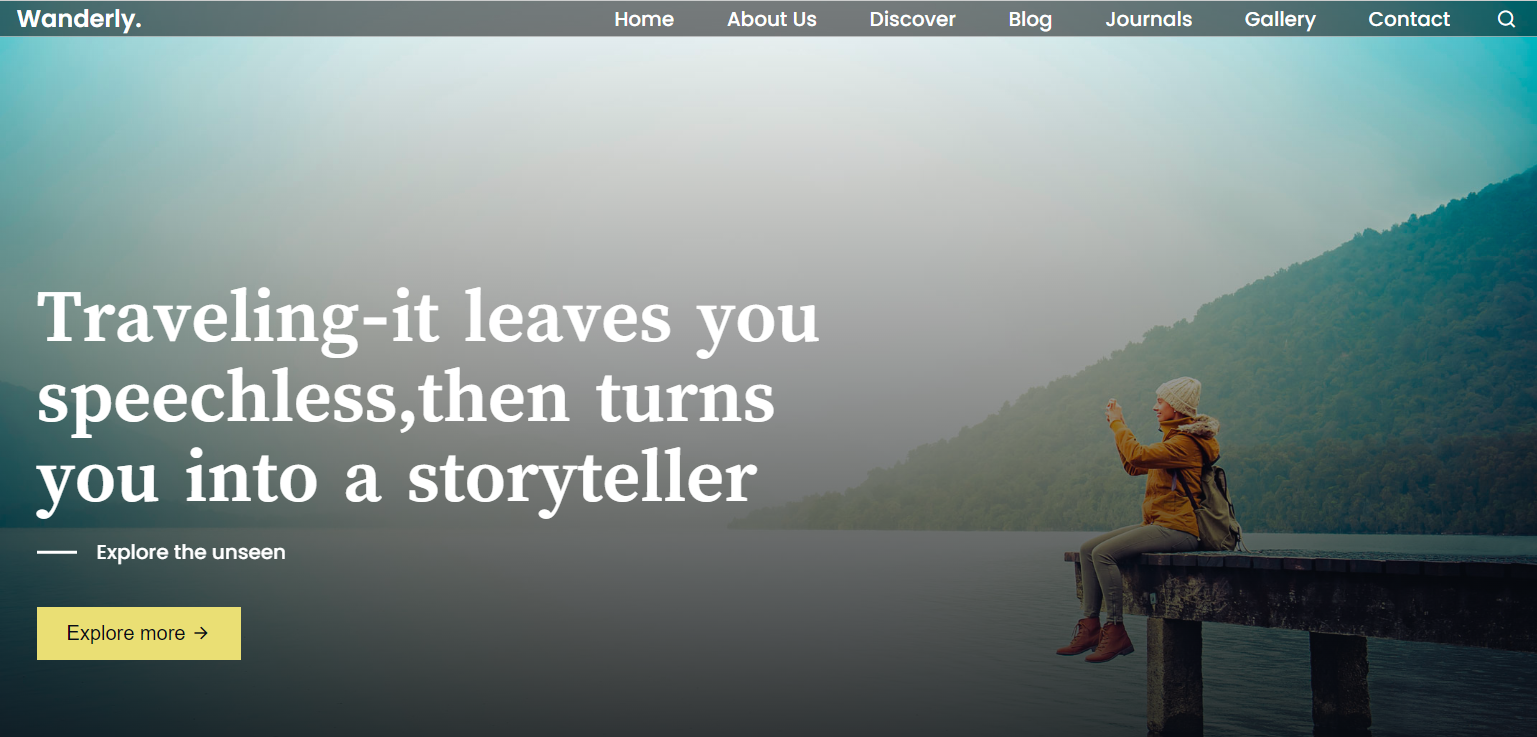 Wanderly.
Home About Us Discover Blog Journals Gallery Contact
Traveling-it leaves you
speechless,then turns
you into a storyteller
Explore the unseen
Explore more →